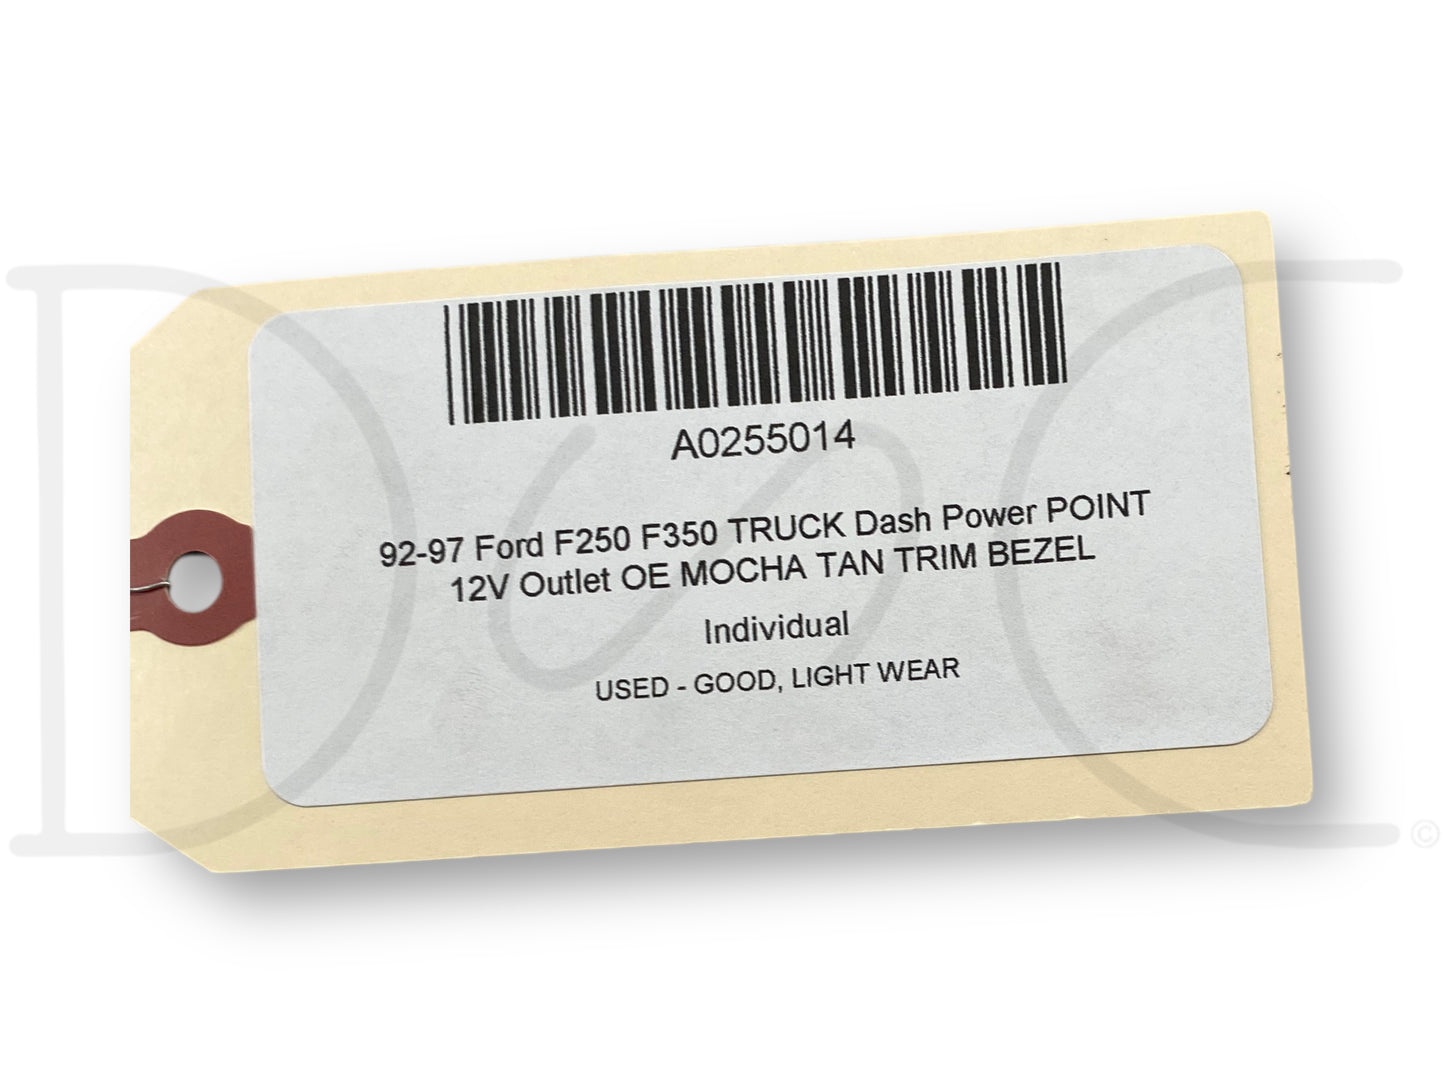 A0255014
92-97 Ford F250 F350 TRUCK Dash Power POINT
12V Outlet OE MOCHA TAN TRIM BEZEL
Individual
USED - GOOD, LIGHT WEAR
D C
©